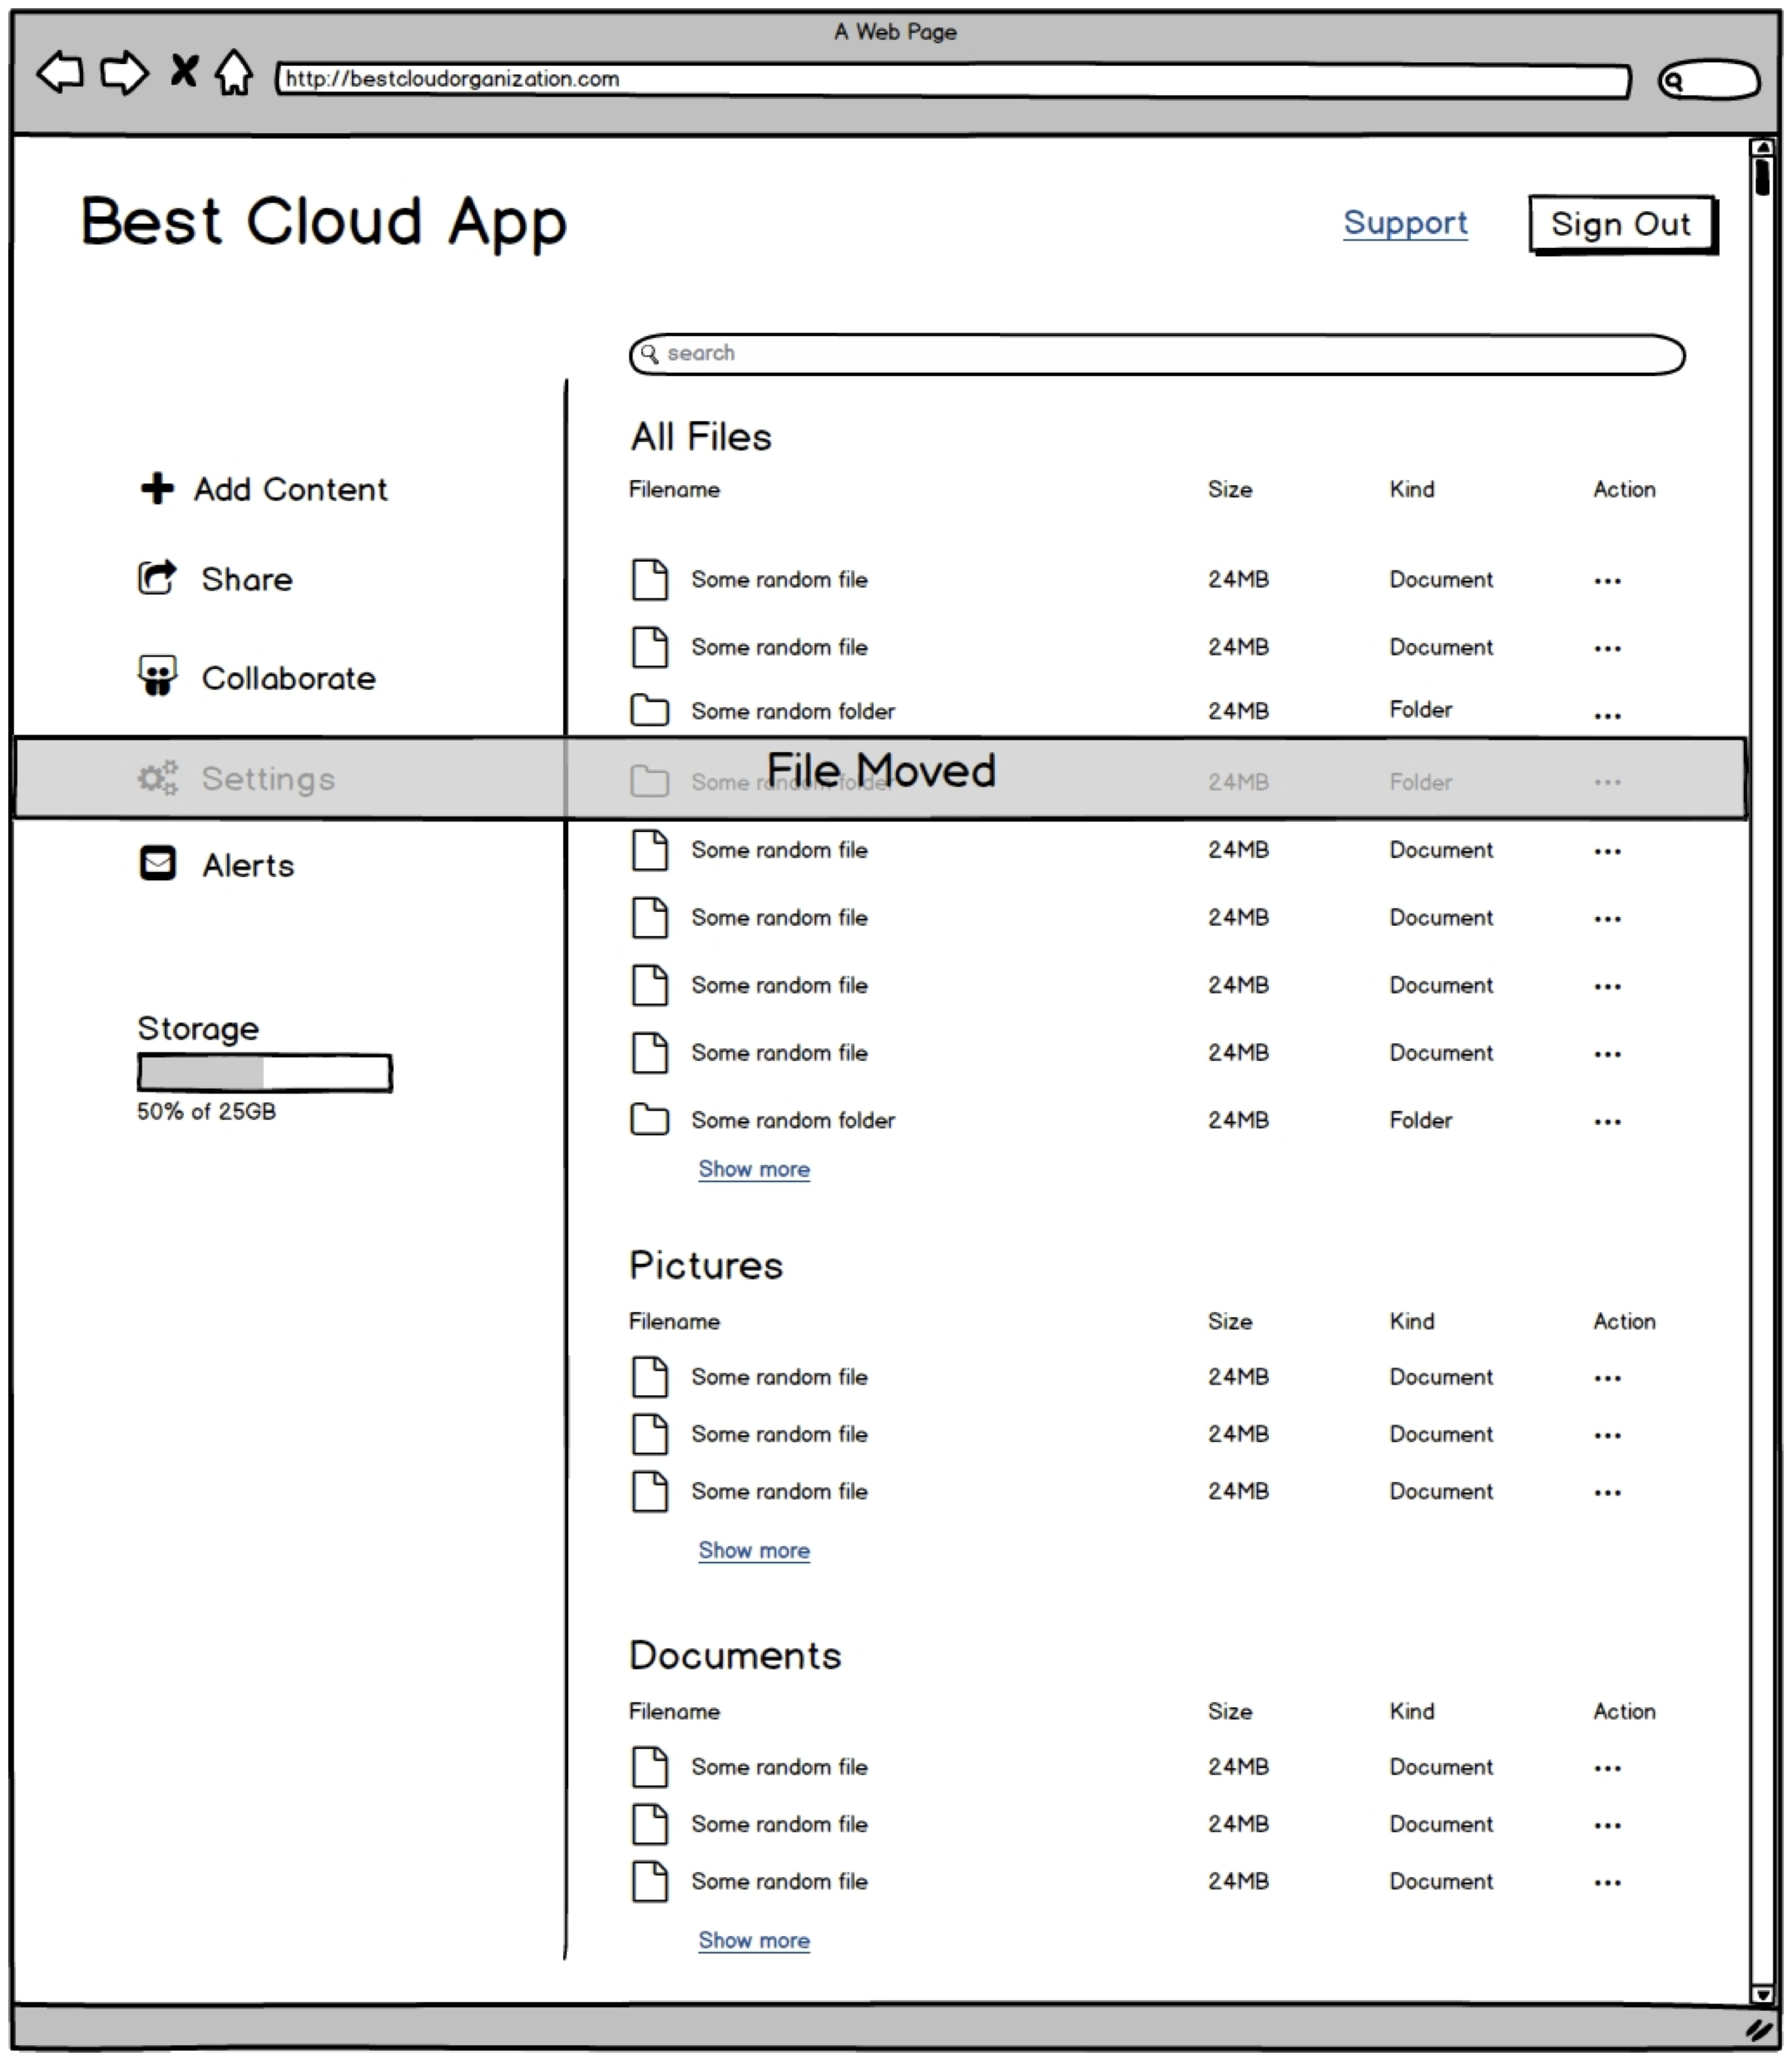 A Web Page
http://bestcloudorganization.com
Best Cloud App
Support
Sign Out
search
Add Content
Share
Collaborate
Settings
Alerts
Storage
50% of 25GB
All Files
Filename Size Kind Action
Some random file 24MB Document ...
Some random file 24MB Document ...
Some random folder 24MB Folder ...
File Moved
Some random folder 24MB Folder ...
Some random file 24MB Document ...
Some random file 24MB Document ...
Some random file 24MB Document ...
Some random file 24MB Document ...
Some random folder 24MB Folder ...
Show more
Pictures
Filename Size Kind Action
Some random file 24MB Document ...
Some random file 24MB Document ...
Some random file 24MB Document ...
Show more
Documents
Filename Size Kind Action
Some random file 24MB Document ...
Some random file 24MB Document ...
Some random file 24MB Document ...
Show more